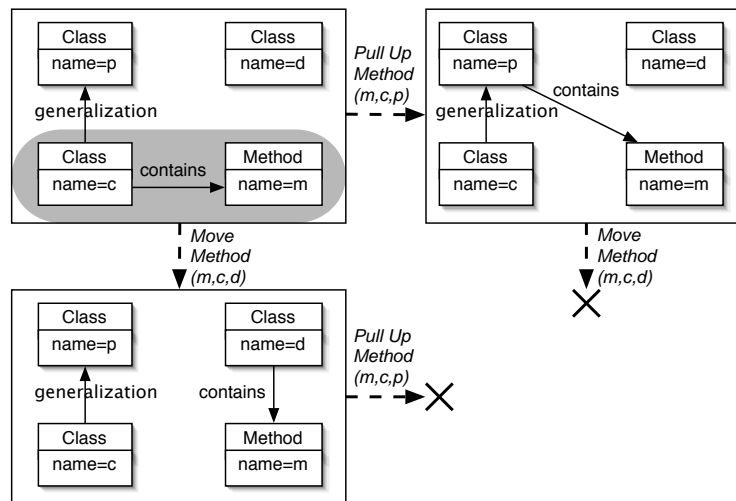 Class
name=p
Class
name=d
generalization
Class
name=c
contains
Method
name=m
Pull Up
Method
(m,c,p)
Class
name=p
Class
name=d
contains
generalization
Class
name=c
Method
name=m
Move
Method
(m,c,d)
Move
Method
(m,c,d)
Class
name=p
Class
name=d
generalization
contains
Class
name=c
Method
name=m
Pull Up
Method
(m,c,p)